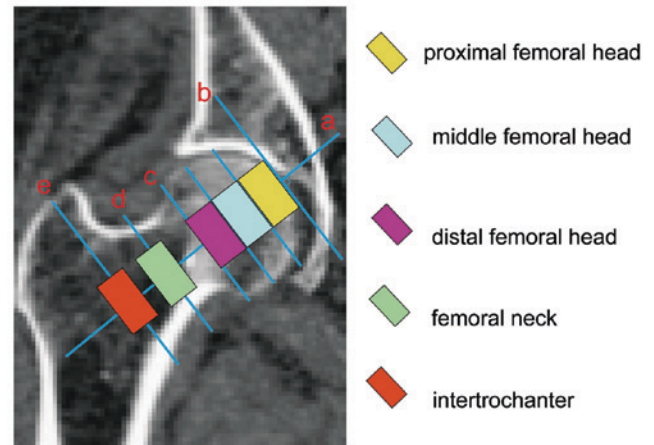 b
a
c
e
d
proximal femoral head
middle femoral head
distal femoral head
femoral neck
intertrochanter